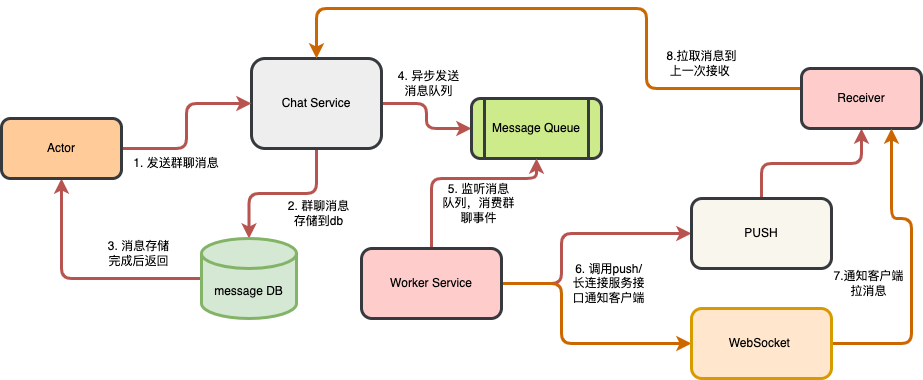 8.拉取消息到
上一次接收
4. 异步发送
消息队列
Chat Service
Receiver
Message Queue
Actor
1. 发送群聊消息
5. 监听消息
队列，消费群
聊事件
2. 群聊消息
存储到db
3. 消息存储
完成后返回
PUSH
6. 调用push/
长连接服务接
口通知客户端
7.通知客户端
拉消息
message DB
Worker Service
WebSocket